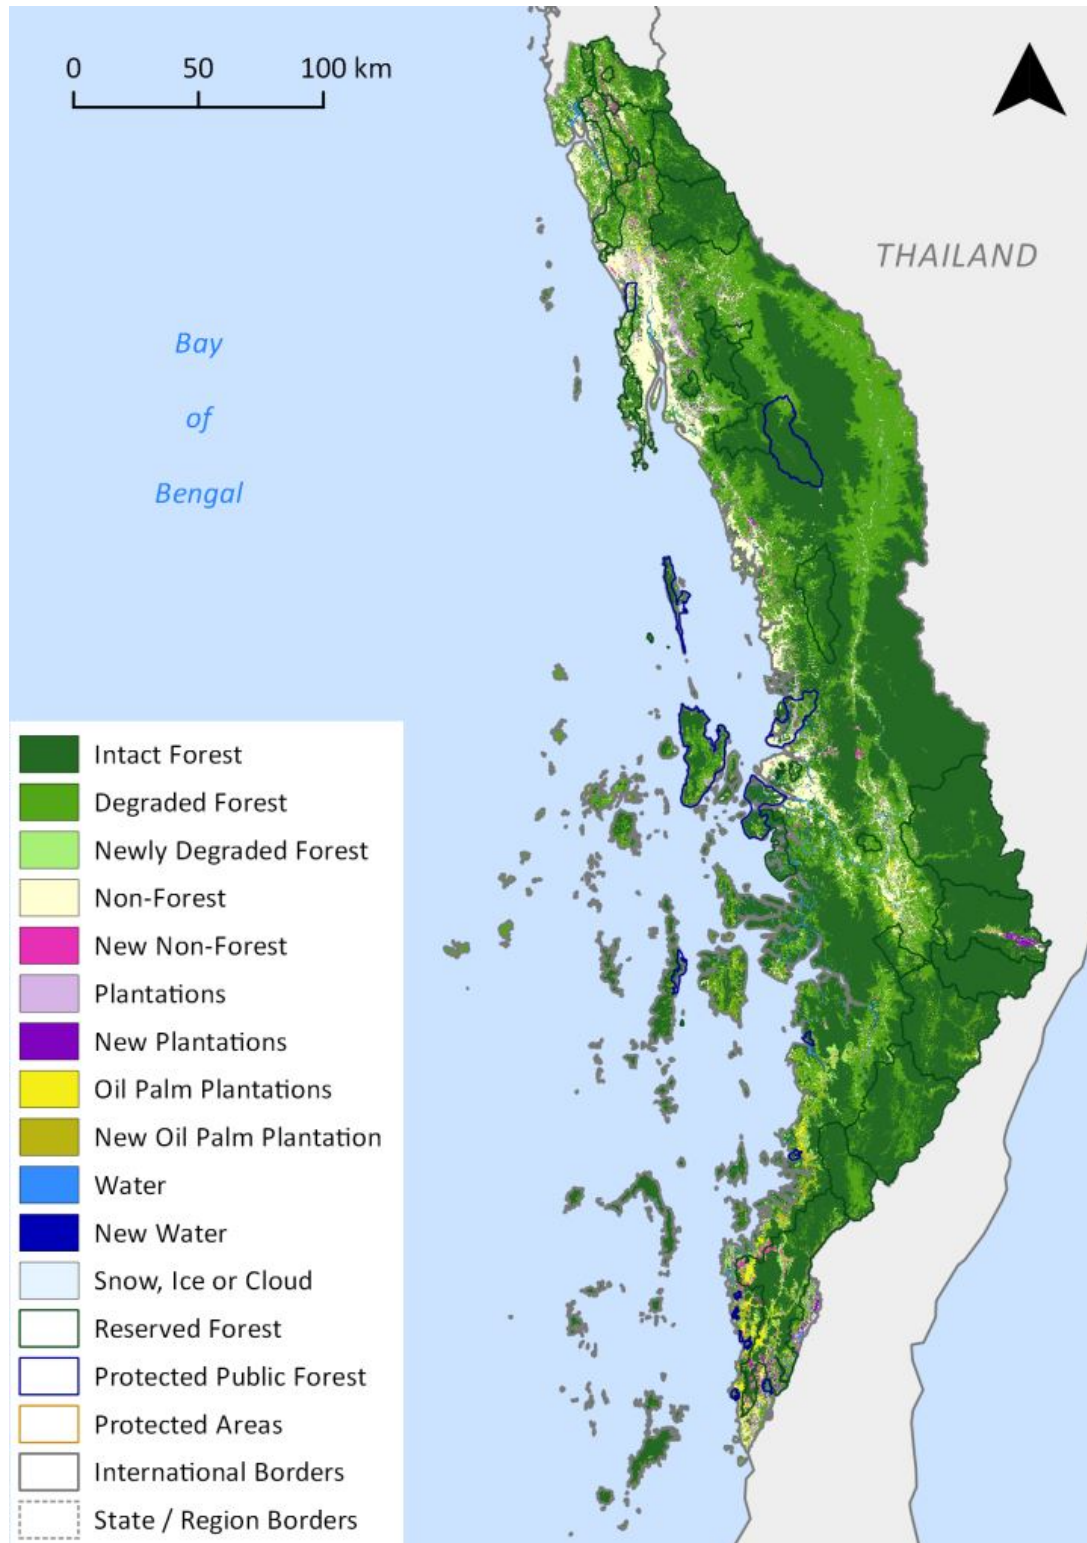 0 50 100 km
THAILAND
Bay
of
Bengal
Intact Forest
Degraded Forest
Newly Degraded Forest
Non-Forest
New Non-Forest
Plantations
New Plantations
Oil Palm Plantations
New Oil Palm Plantation
Water
New Water
Snow, Ice or Cloud
Reserved Forest
Protected Public Forest
Protected Areas
International Borders
State / Region Borders